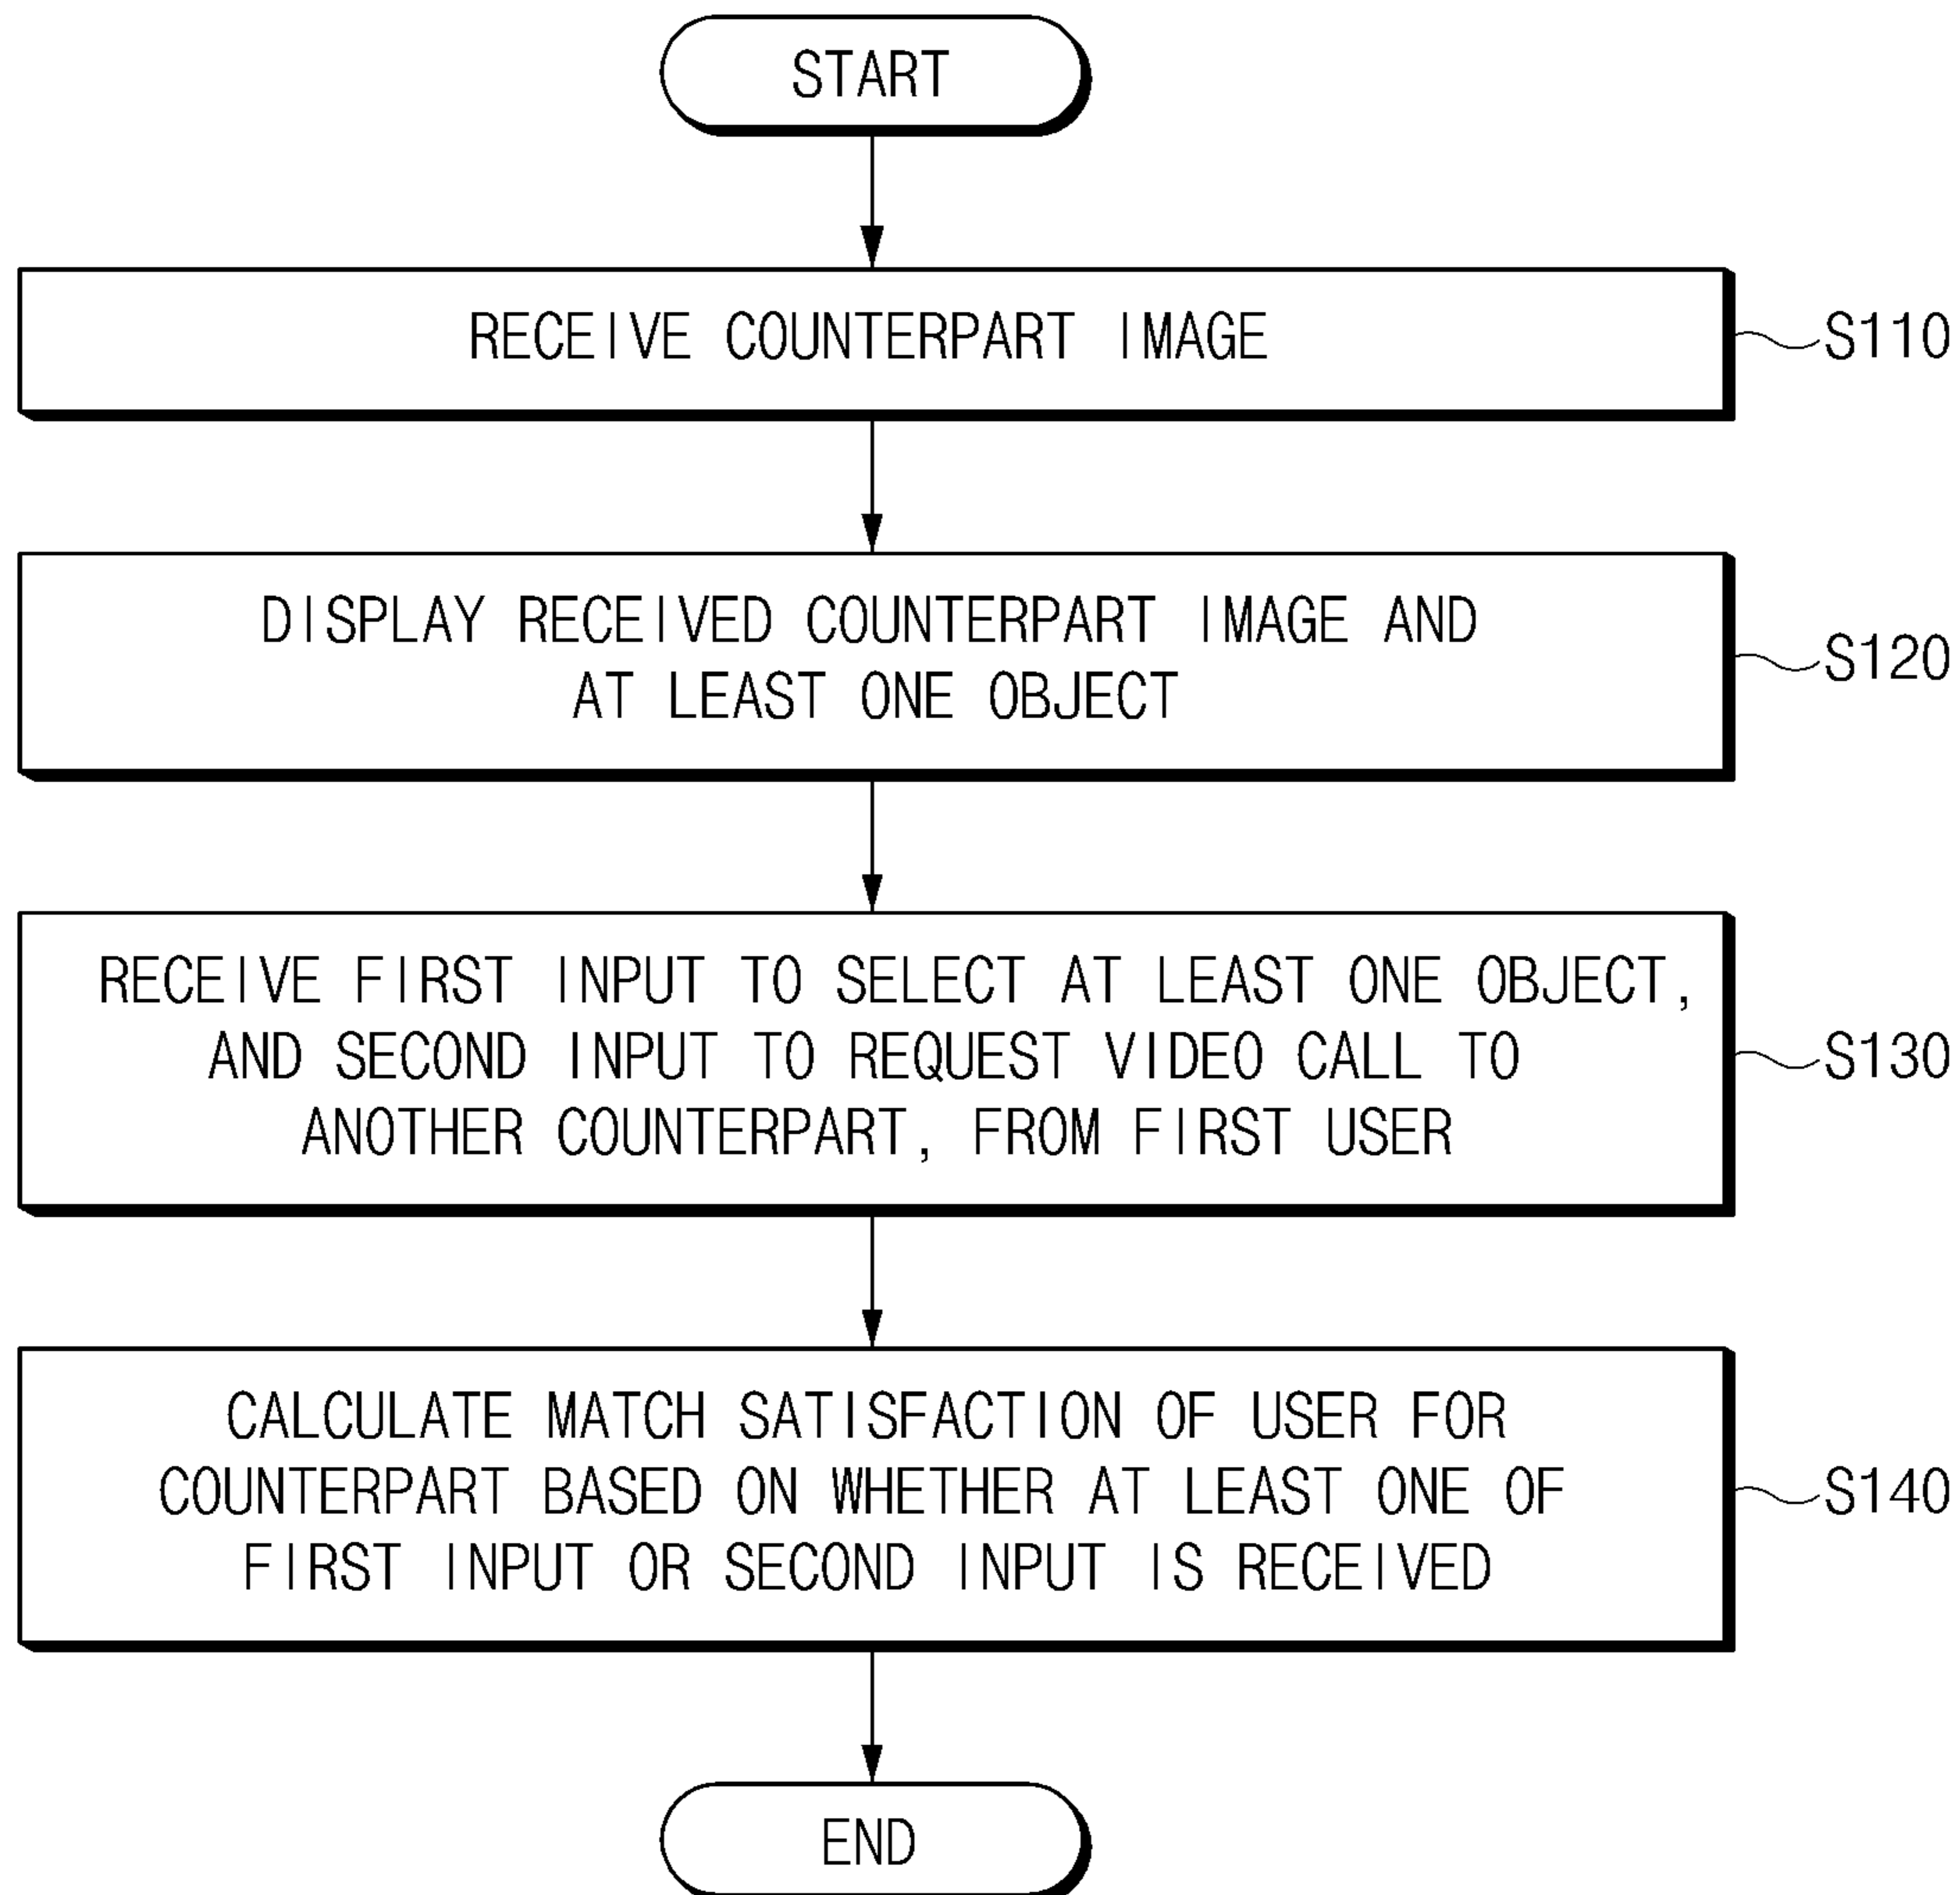 START
RECEIVE COUNTERPART IMAGE
S110
DISPLAY RECEIVED COUNTERPART IMAGE AND
AT LEAST ONE OBJECT
S120
RECEIVE FIRST INPUT TO SELECT AT LEAST ONE OBJECT,
AND SECOND INPUT TO REQUEST VIDEO CALL TO
ANOTHER COUNTERPART, FROM FIRST USER
S130
CALCULATE MATCH SATISFACTION OF USER FOR
COUNTERPART BASED ON WHETHER AT LEAST ONE OF
FIRST INPUT OR SECOND INPUT IS RECEIVED
S140
END